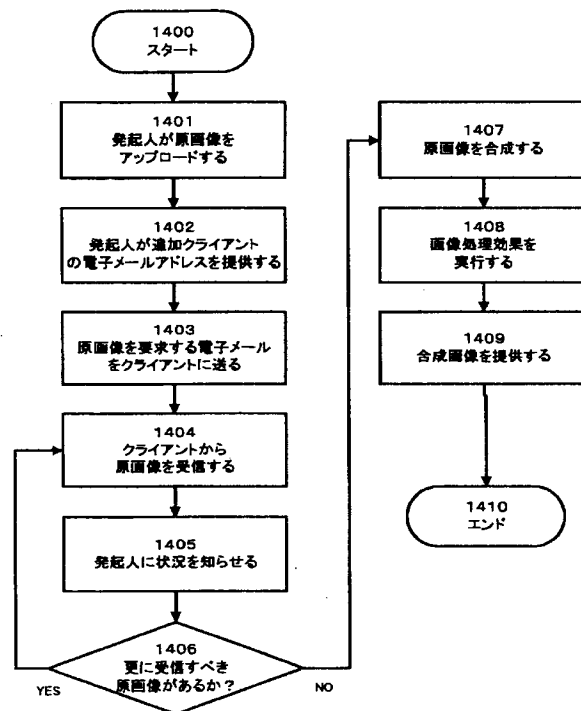 1400
スタート
1401
発起人が原画像を
アップロードする
1402
発起人が追加クライアント
の電子メールアドレスを提供する
1403
原画像を要求する電子メール
をクライアントに送る
1404
クライアントから
原画像を受信する
1405
発起人に状況を知らせる
1406
更に受信すべき
原画像があるか？
YES
NO
1407
原画像を合成する
1408
画像処理効果を
実行する
1409
合成画像を提供する
1410
エンド